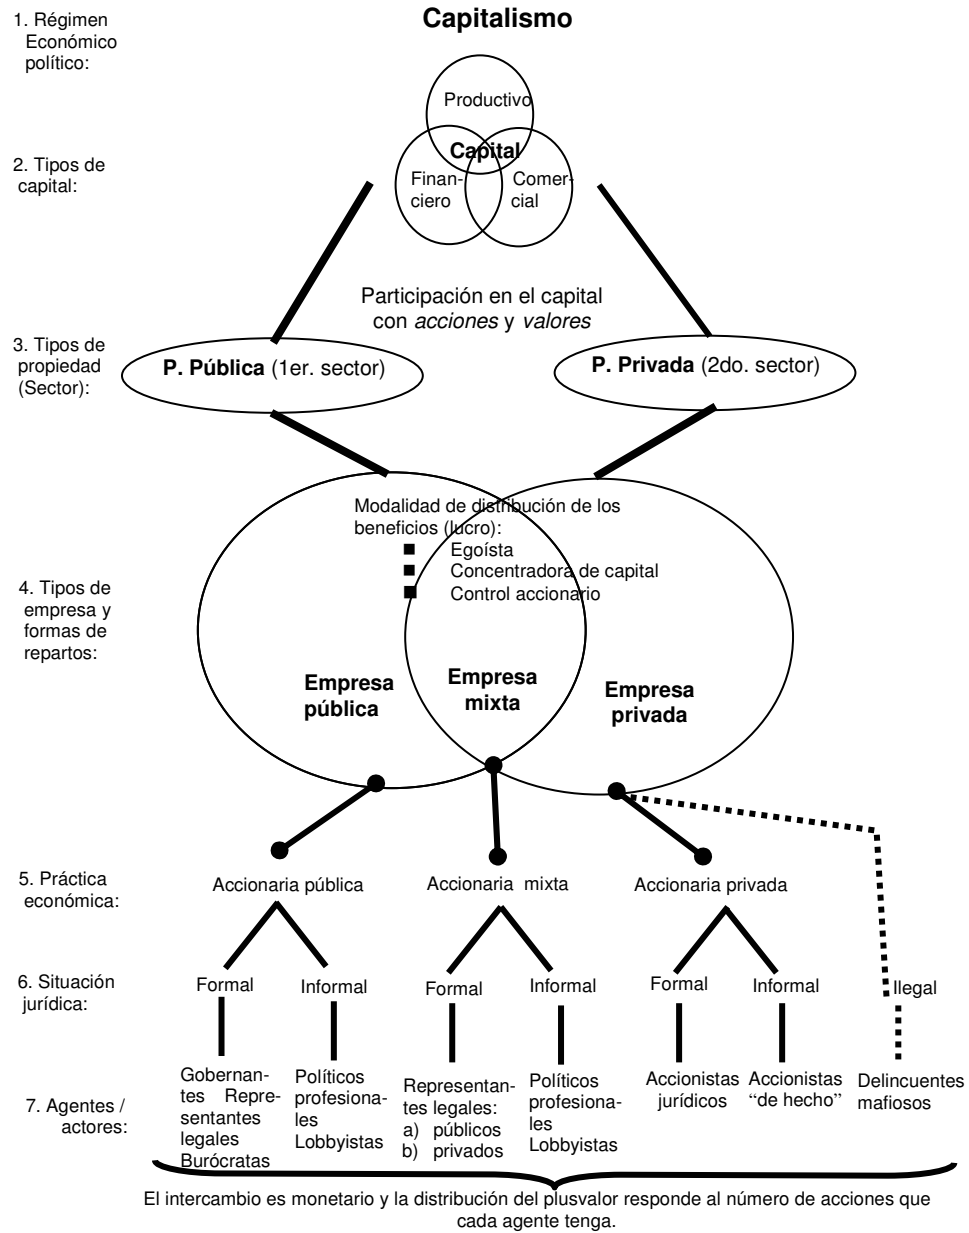 Capitalismo
1. Régimen
Económico
político:
Productivo
2. Tipos de
capital:
Capital
Finan-
ciero
Comer-
cial
Participación en el capital
con acciones y valores
3. Tipos de
propiedad
(Sector):
P. Pública (1er. sector)
P. Privada (2do. sector)
4. Tipos de
empresa y
formas de
repartos:
Modalidad de distribución de los
beneficios (lucro):
■ Egoísta
■ Concentradora de capital
■ Control accionario
Empresa
pública
Empresa
mixta
Empresa
privada
5. Práctica
económica:
Accionaria pública
Accionaria mixta
Accionaria privada
6. Situación
jurídica:
Formal
Informal
Formal
Informal
Formal
Informal
Ilegal
7. Agentes /
actores:
Gobernan-
tes Repre-
sentantes
legales
Burócratas
Políticos
profesiona-
les
Lobbyistas
Representan-
tes legales:
a) públicos
b) privados
Políticos
profesiona-
les
Lobbyistas
Accionistas
jurídicos
Accionistas
“de hecho”
Delincuentes
mafiosos
El intercambio es monetario y la distribución del plusvalor responde al número de acciones que
cada agente tenga.